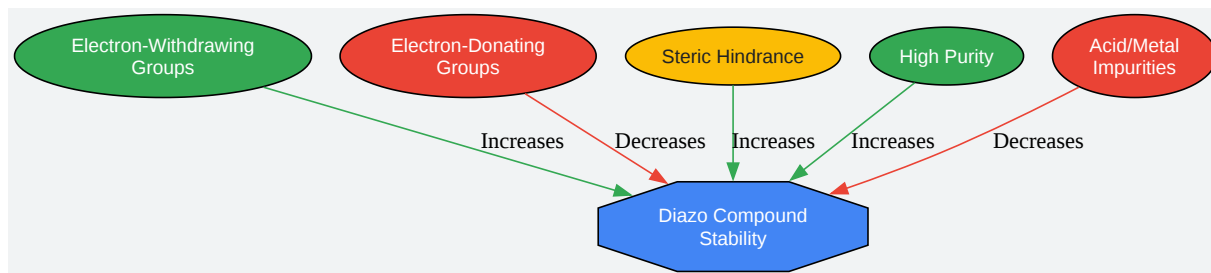 Electron-Withdrawing
Groups
Electron-Donating
Groups
Steric Hindrance
High Purity
Acid/Metal
Impurities
Increases
Decreases
Increases
Increases
Decreases
Diazo Compound
Stability